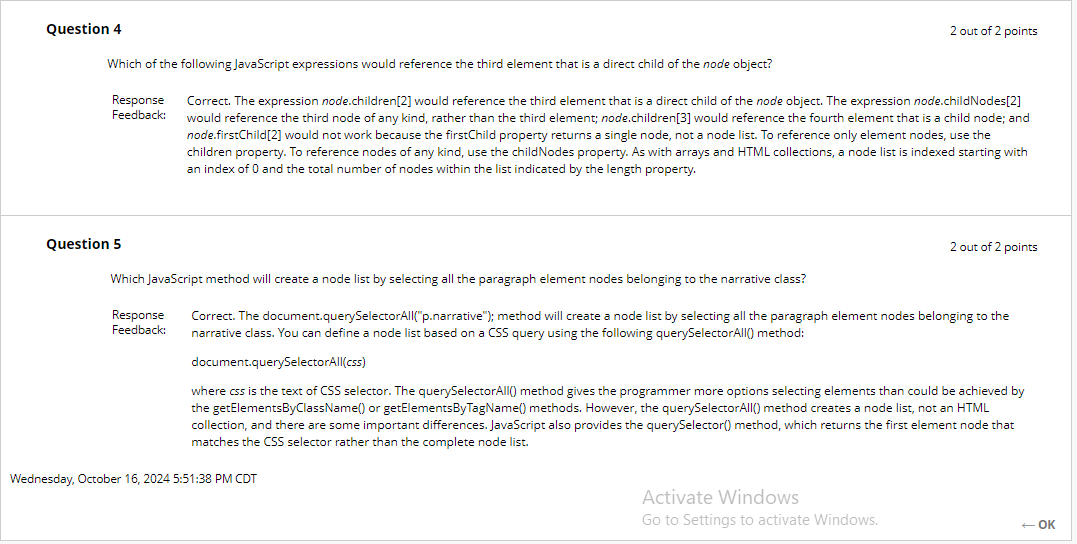 Question 4
2 out of 2 points
Which of the following JavaScript expressions would reference the third element that is a direct child of the node object?
Response
Feedback:
Correct. The expression node.children[2] would reference the third element that is a direct child of the node object. The expression node.childNodes[2]
would reference the third node of any kind, rather than the third element; node.children[3] would reference the fourth element that is a child node; and
node.firstChild[2] would not work because the firstChild property returns a single node, not a node list. To reference only element nodes, use the
children property. To reference nodes of any kind, use the childNodes property. As with arrays and HTML collections, a node list is indexed starting with
an index of 0 and the total number of nodes within the list indicated by the length property.
Question 5
2 out of 2 points
Which JavaScript method will create a node list by selecting all the paragraph element nodes belonging to the narrative class?
Response
Feedback:
Correct. The document.querySelectorAll("p.narrative"); method will create a node list by selecting all the paragraph element nodes belonging to the
narrative class. You can define a node list based on a CSS query using the following querySelectorAll() method:
document.querySelectorAll(css)
where css is the text of CSS selector. The querySelectorAll() method gives the programmer more options selecting elements than could be achieved by
the getElementsByClassName() or getElementsByTagName() methods. However, the querySelectorAll() method creates a node list, not an HTML
collection, and there are some important differences. JavaScript also provides the querySelector() method, which returns the first element node that
matches the CSS selector rather than the complete node list.
Wednesday, October 16, 2024 5:51:38 PM CDT
Activate Windows
Go to Settings to activate Windows.
← OK